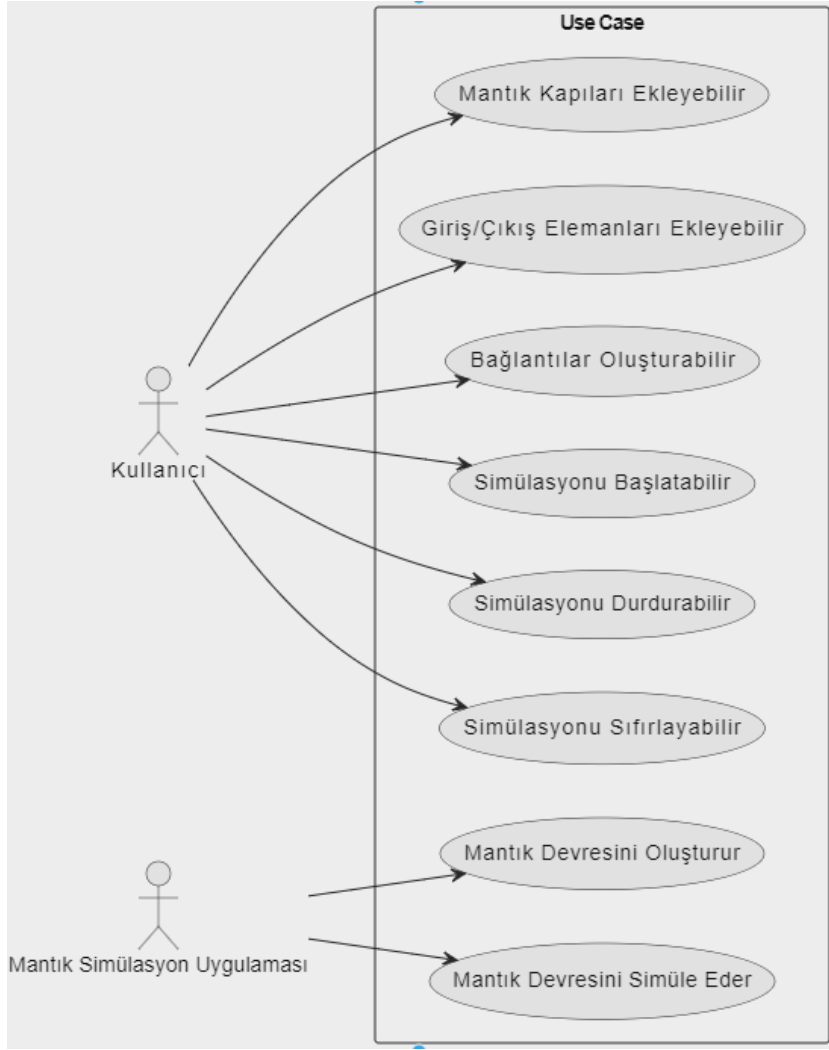 Use Case
Mantık Kapıları Ekleyebilir
Giriş/Çıkış Elemanları Ekleyebilir
Bağlantılar Oluşturabilir
Kullanıcı
Simülasyonu Başlatabilir
Simülasyonu Durdurabilir
Simülasyonu Sıfırlayabilir
Mantık Devresini Oluşturur
Mantık Simülasyon Uygulaması
Mantık Devresini Simüle Eder